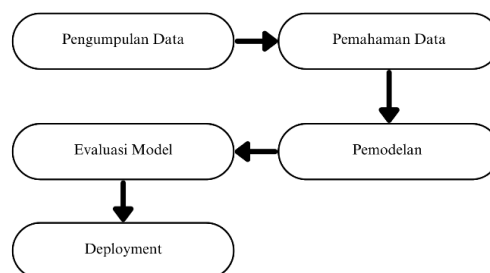 Pengumpulan Data
Pemahaman Data
Pemodelan
Evaluasi Model
Deployment